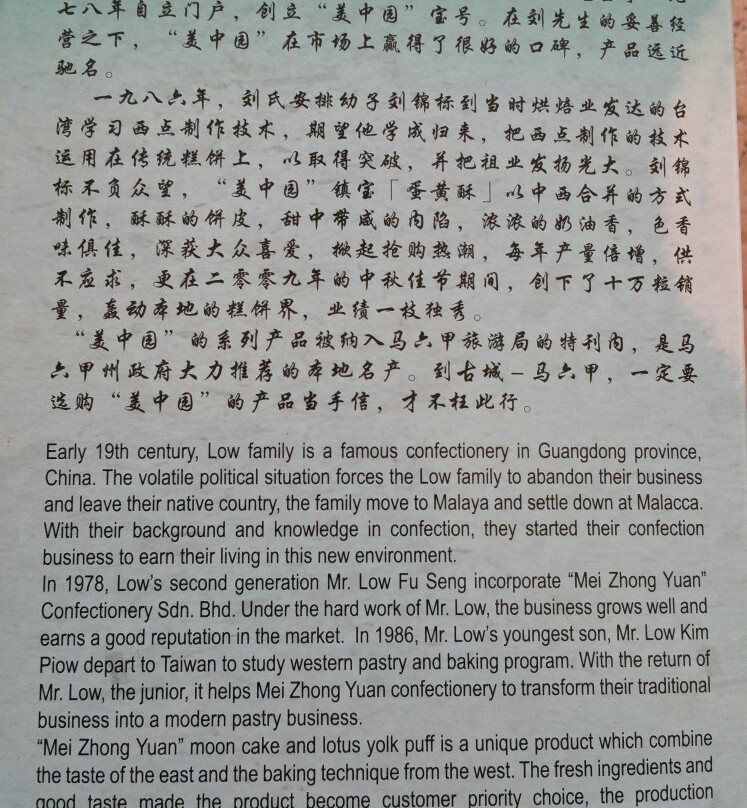 七八年自立门户，创立“美中园”宝号。在刘先生的妥善经
营之下，“美中园”在市场上赢得了很好的口碑，产品远近
驰名。
一九八六年，刘氏安排幼子刘锦标到当时烘焙业发达的台
湾学习西点制作技术，期望他学成归来，把西点制作的技术
运用在传统糕饼上，以取得突破，并把祖业发扬光大。刘锦
标不负众望，“美中园”镇宝「蛋黄酥」以中西合并的方式
制作，酥酥的饼皮，甜中带咸的内陷，浓浓的奶油香，色香
味俱佳，深获大众喜爱，掀起抢购热潮，每年产量倍增，供
不应求，更在二零零九年的中秋佳节期间，创下了十万粒销
量，轰动本地的糕饼界，业绩一枝独秀。
“美中园”的系列产品被纳入马六甲旅游局的特刊内，是马
六甲州政府大力推荐的本地名产。到古城－马六甲，一定要
选购“美中园”的产品当手信，才不枉此行。
Early 19th century, Low family is a famous confectionery in Guangdong province,
China. The volatile political situation forces the Low family to abandon their business
and leave their native country, the family move to Malaya and settle down at Malacca.
With their background and knowledge in confection, they started their confection
business to earn their living in this new environment.
In 1978, Low's second generation Mr. Low Fu Seng incorporate “Mei Zhong Yuan”
Confectionery Sdn. Bhd. Under the hard work of Mr. Low, the business grows well and
earns a good reputation in the market. In 1986, Mr. Low's youngest son, Mr. Low Kim
Piow depart to Taiwan to study western pastry and baking program. With the return of
Mr. Low, the junior, it helps Mei Zhong Yuan confectionery to transform their traditional
business into a modern pastry business.
“Mei Zhong Yuan” moon cake and lotus yolk puff is a unique product which combine
the taste of the east and the baking technique from the west. The fresh ingredients and
good taste made the product become customer priority choice, the production